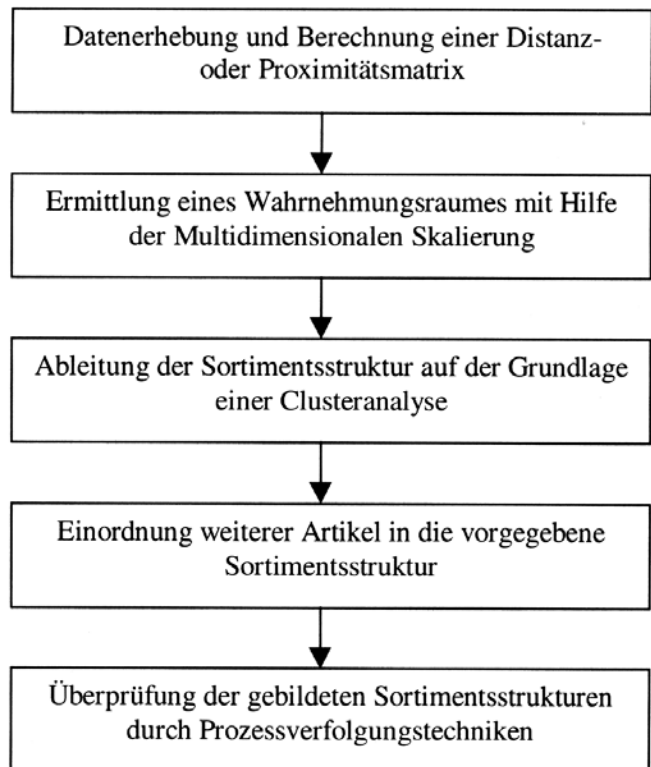 Datenerhebung und Berechnung einer Distanz-
oder Proximitätsmatrix
Ermittlung eines Wahrnehmungsraumes mit Hilfe
der Multidimensionalen Skalierung
Ableitung der Sortimentsstruktur auf der Grundlage
einer Clusteranalyse
Einordnung weiterer Artikel in die vorgegebene
Sortimentsstruktur
Überprüfung der gebildeten Sortimentsstrukturen
durch Prozessverfolgungstechniken